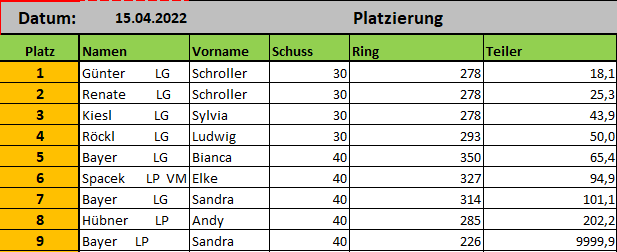 Datum: 15.04.2022 Platzierung
Platz Namen Vorname Schuss Ring Teiler
1 Günter LG Schroller 30 278 18,1
2 Renate LG Schroller 30 278 25,3
3 Kiesl LG Sylvia 30 278 43,9
4 Röckl LG Ludwig 30 293 50,0
5 Bayer LG Bianca 40 350 65,4
6 Spacek LP VM Elke 40 327 94,9
7 Bayer LG Sandra 40 314 101,1
8 Hübner LP Andy 40 285 202,2
9 Bayer LP Sandra 40 226 9999,9